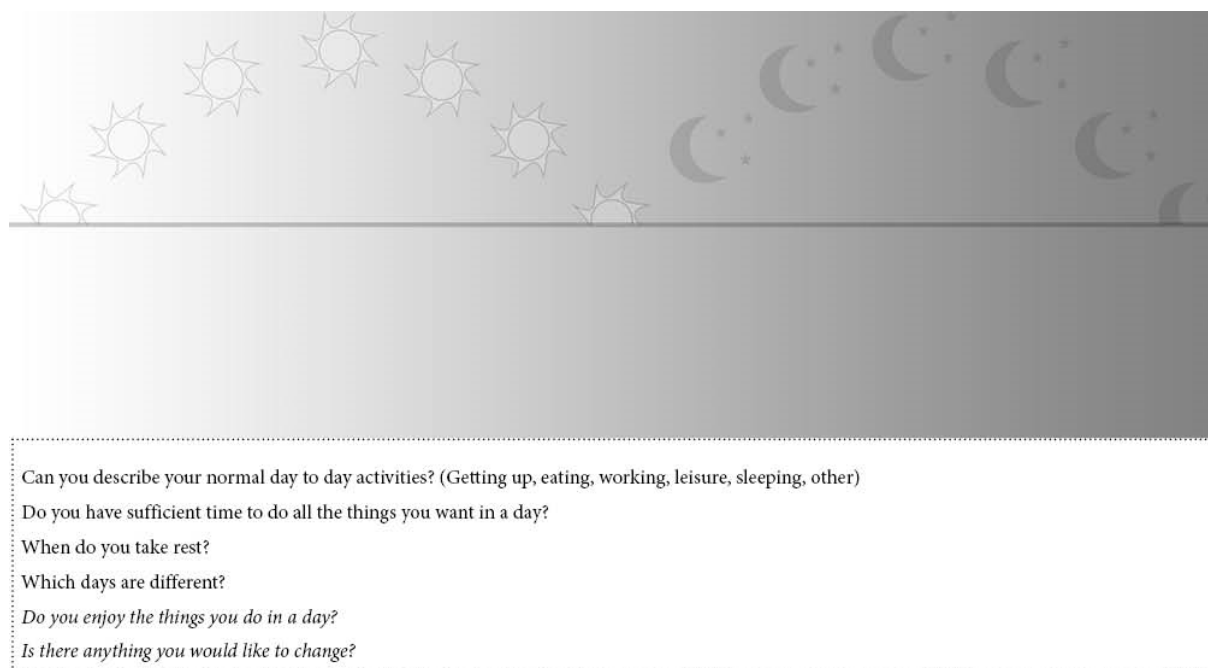 Can you describe your normal day to day activities? (Getting up, eating, working, leisure, sleeping, other)
Do you have sufficient time to do all the things you want in a day?
When do you take rest?
Which days are different?
Do you enjoy the things you do in a day?
Is there anything you would like to change?